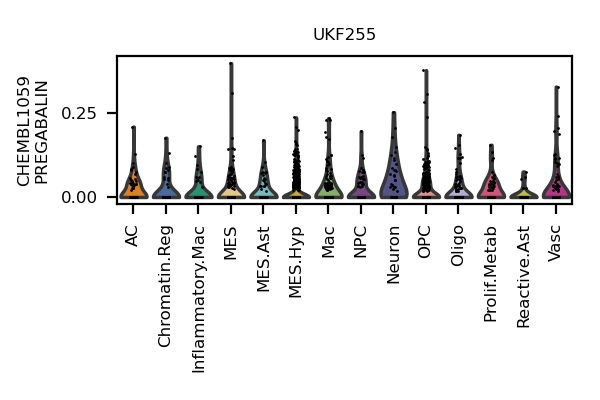 UKF255
CHEMBL1059
PREGABALIN
0.25
0.00
AC
Chromatin.Reg
Inflammatory.Mac
MES
MES.Ast
MES.Hyp
Mac
NPC
Neuron
OPC
Oligo
Prolif.Metab
Reactive.Ast
Vasc